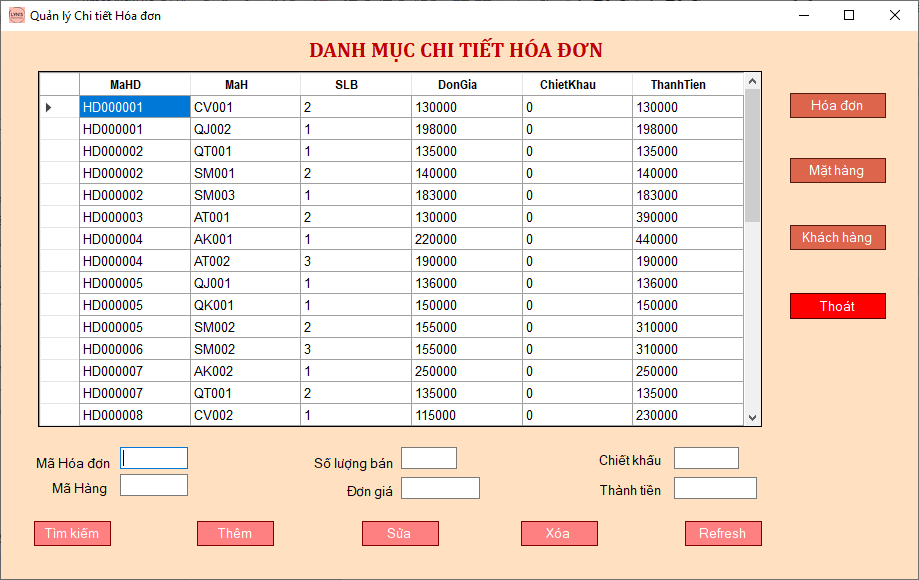 Quản lý Chi tiết Hóa đơn
DANH MỤC CHI TIẾT HÓA ĐƠN
MaHD MaH SLB DonGia ChietKhau ThanhTien
HD000001 CV001 2 130000 0 130000
HD000001 QJ002 1 198000 0 198000
HD000002 QT001 1 135000 0 135000
HD000002 SM001 2 140000 0 140000
HD000002 SM003 1 183000 0 183000
HD000003 AT001 2 130000 0 390000
HD000004 AK001 1 220000 0 440000
HD000004 AT002 3 190000 0 190000
HD000005 QJ001 1 136000 0 136000
HD000005 QK001 1 150000 0 150000
HD000005 SM002 2 155000 0 310000
HD000006 SM002 3 155000 0 310000
HD000007 AK002 1 250000 0 250000
HD000007 QT001 2 135000 0 135000
HD000008 CV002 1 115000 0 230000
Hóa đơn
Mặt hàng
Khách hàng
Thoát
Mã Hóa đơn Số lượng bán Chiết khấu
Mã Hàng Đơn giá Thành tiền
Tìm kiếm Thêm Sửa Xóa Refresh